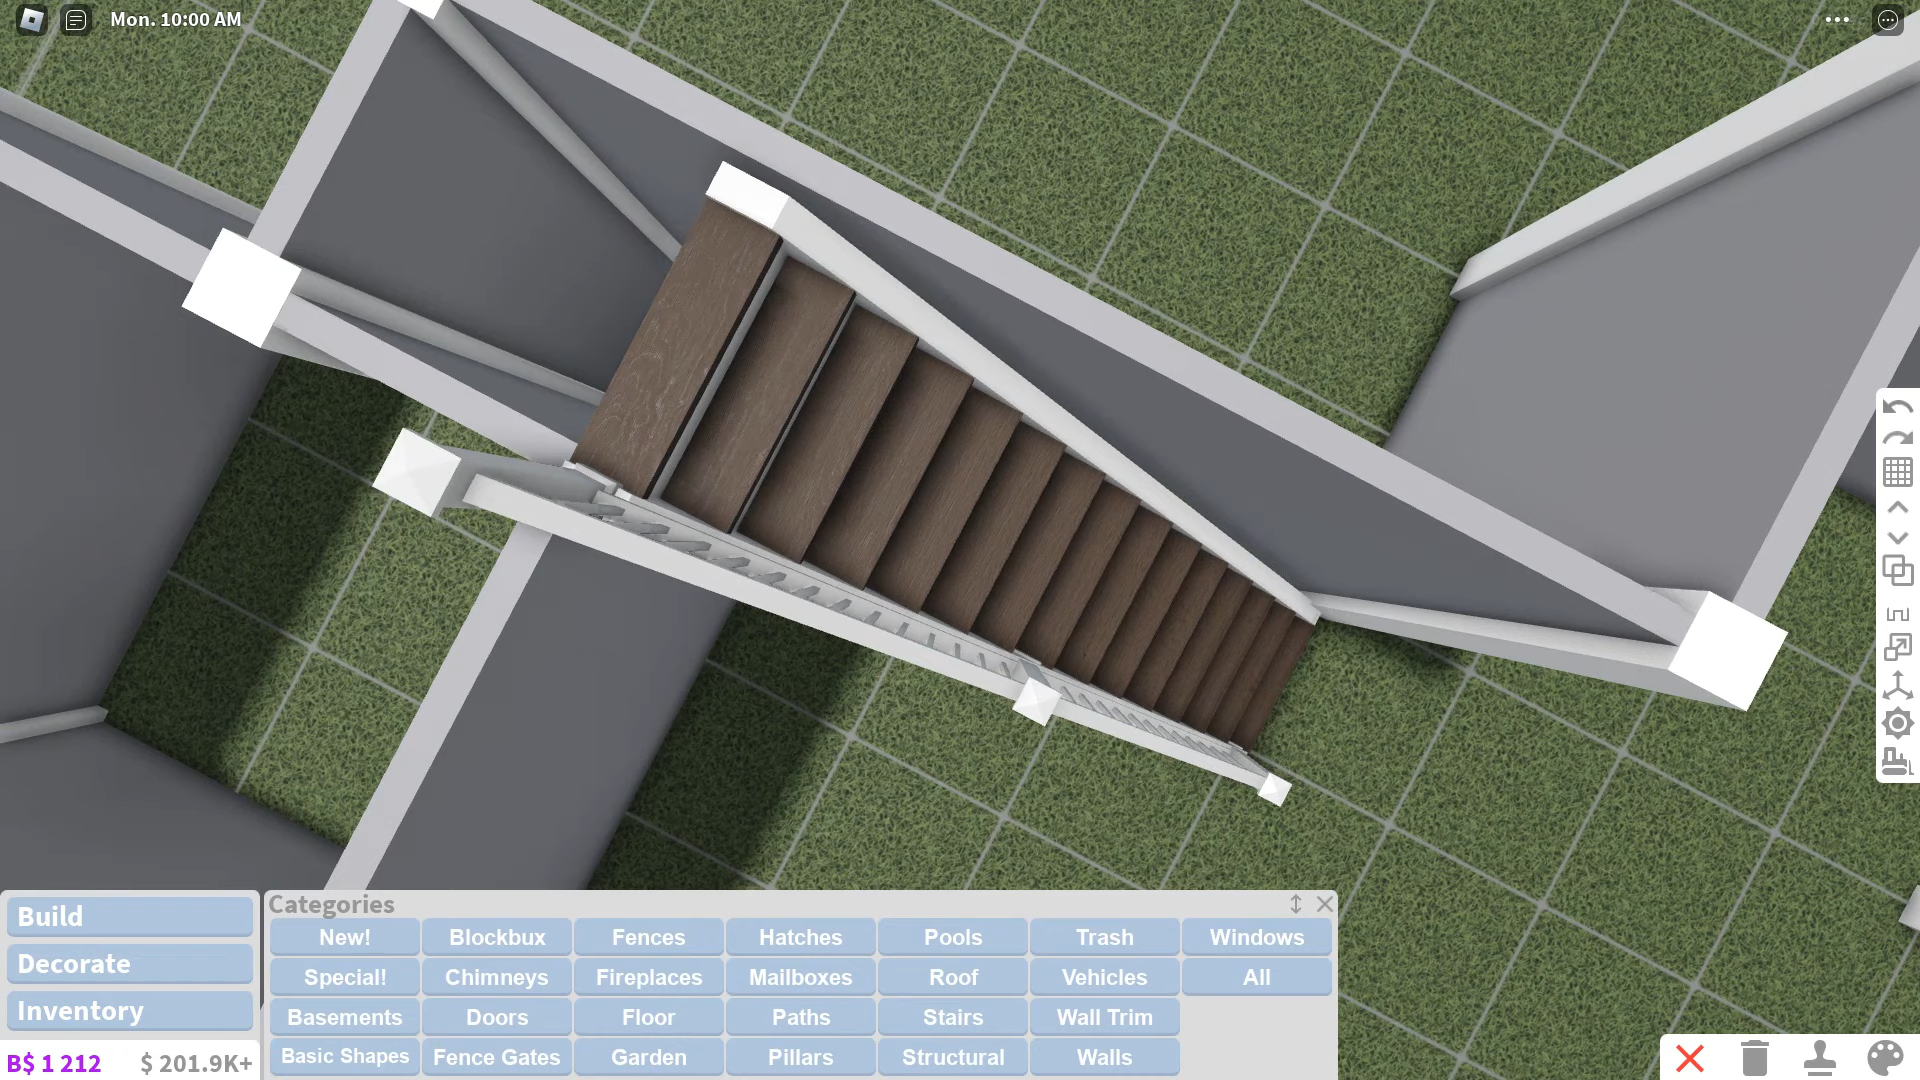 Mon. 10:00 AM
Build
Decorate
Inventory
B$ 1 212 $ 201.9K+
Categories
New! Blockbux Fences Hatches Pools Trash Windows
Special! Chimneys Fireplaces Mailboxes Roof Vehicles All
Basements Doors Floor Paths Stairs Wall Trim
Basic Shapes Fence Gates Garden Pillars Structural Walls